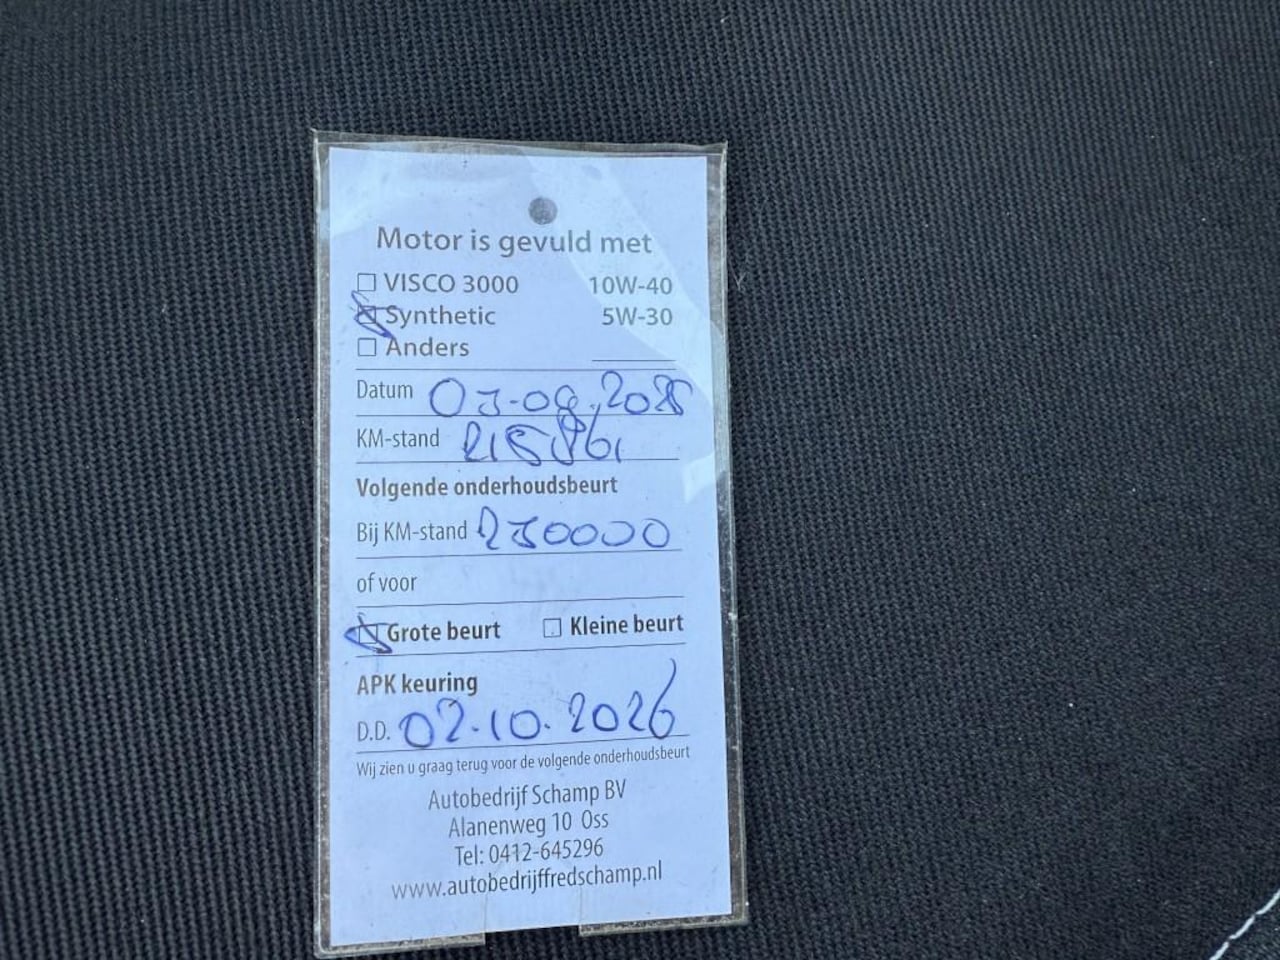 Motor is gevuld met
VISCO 3000 10W-40
Synthetic 5W-30
Anders
Datum 03-09.2025
KM-stand 215861
Volgende onderhoudsbeurt
Bij KM-stand 230000
of voor
Grote beurt Kleine beurt
APK keuring
D.D. 02.10.2026
Wij zien u graag terug voor de volgende onderhoudsbeurt
Autobedrijf Schamp BV
Alanenweg 10 Oss
Tel: 0412-645296
www.autobedrijffredschamp.nl